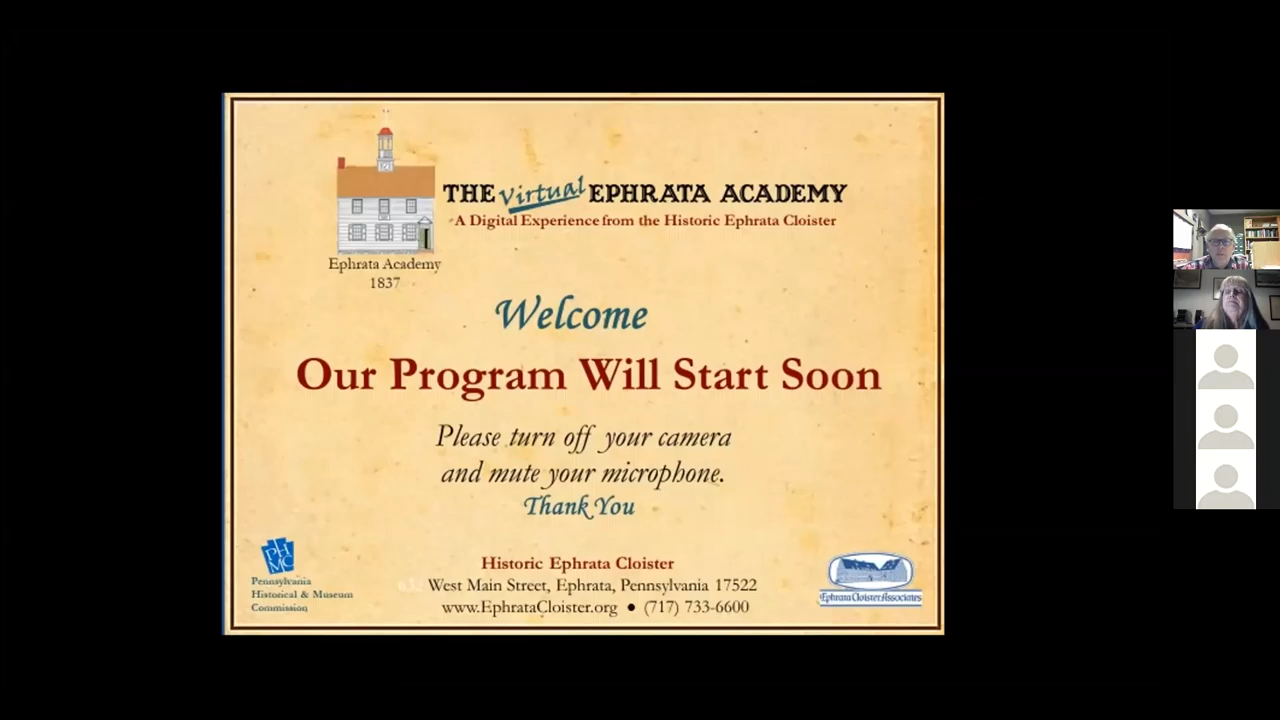 THE Virtual EPHRATA ACADEMY
A Digital Experience from the Historic Ephrata Cloister
Ephrata Academy
1837
Welcome
Our Program Will Start Soon
Please turn off your camera
and mute your microphone.
Thank You
PHMC
Pennsylvania
Historical & Museum
Commission
Historic Ephrata Cloister
West Main Street, Ephrata, Pennsylvania 17522
www.EphrataCloister.org ● (717) 733-6600
Ephrata Cloister Associates